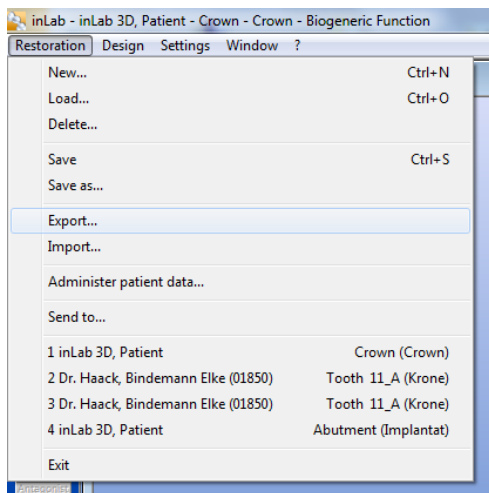 inLab - inLab 3D, Patient - Crown - Crown - Biogeneric Function
Restoration Design Settings Window ?
New... Ctrl+N
Load... Ctrl+O
Delete...
Save Ctrl+S
Save as...
Export...
Import...
Administer patient data...
Send to...
1 inLab 3D, Patient Crown (Crown)
2 Dr. Haack, Bindemann Elke (01850) Tooth 11_A (Krone)
3 Dr. Haack, Bindemann Elke (01850) Tooth 11_A (Krone)
4 inLab 3D, Patient Abutment (Implantat)
Exit
Antagonist